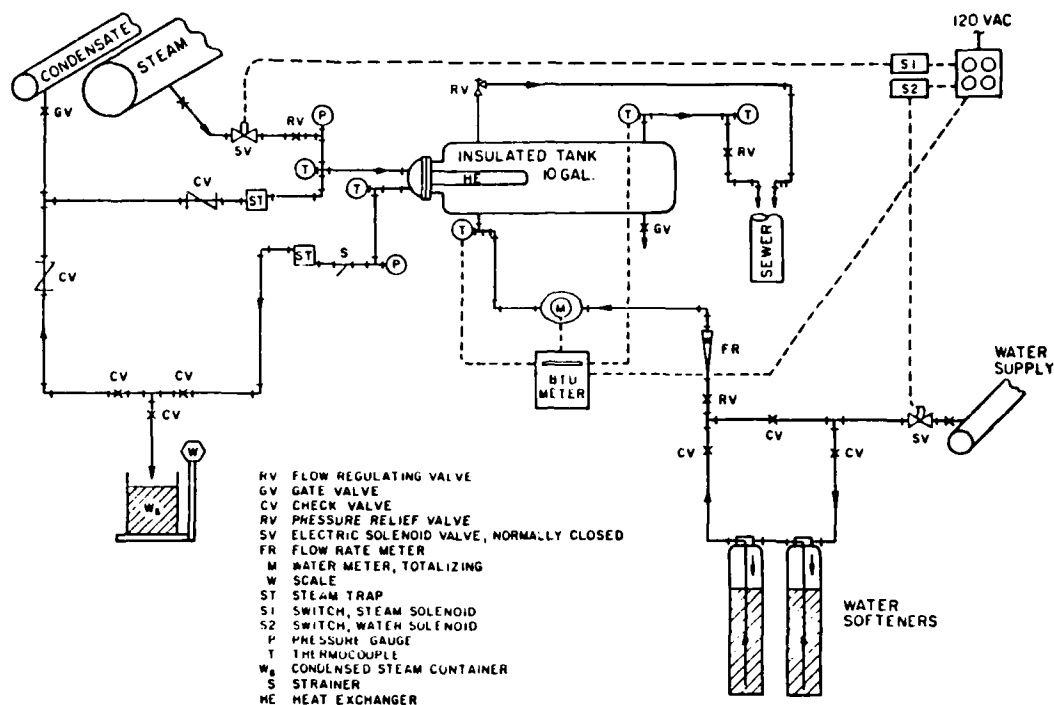 120 VAC
CONDENSATE
STEAM
S1
S2
GV
RV
P
SV
RV
T
T
T
INSULATED TANK
10 GAL.
RV
HE
T
CV
ST
GV
SEWER
T
ST
S
P
CV
M
FR
WATER
SUPPLY
BTU
METER
RV
CV
CV
CV
SV
CV
CV
CV
W
Ws
RV FLOW REGULATING VALVE
GV GATE VALVE
CV CHECK VALVE
RV PRESSURE RELIEF VALVE
SV ELECTRIC SOLENOID VALVE, NORMALLY CLOSED
FR FLOW RATE METER
M WATER METER, TOTALIZING
W SCALE
ST STEAM TRAP
S1 SWITCH, STEAM SOLENOID
S2 SWITCH, WATER SOLENOID
P PRESSURE GAUGE
T THERMOCOUPLE
Ws CONDENSED STEAM CONTAINER
S STRAINER
HE HEAT EXCHANGER
WATER
SOFTENERS